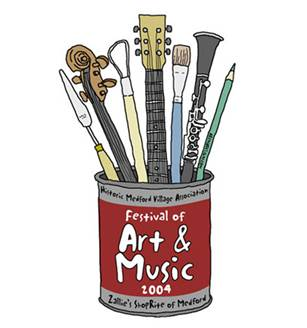 Historic Medford Village Association
Festival of
Art &
Music
2004
Zallie's ShopRite of Medford